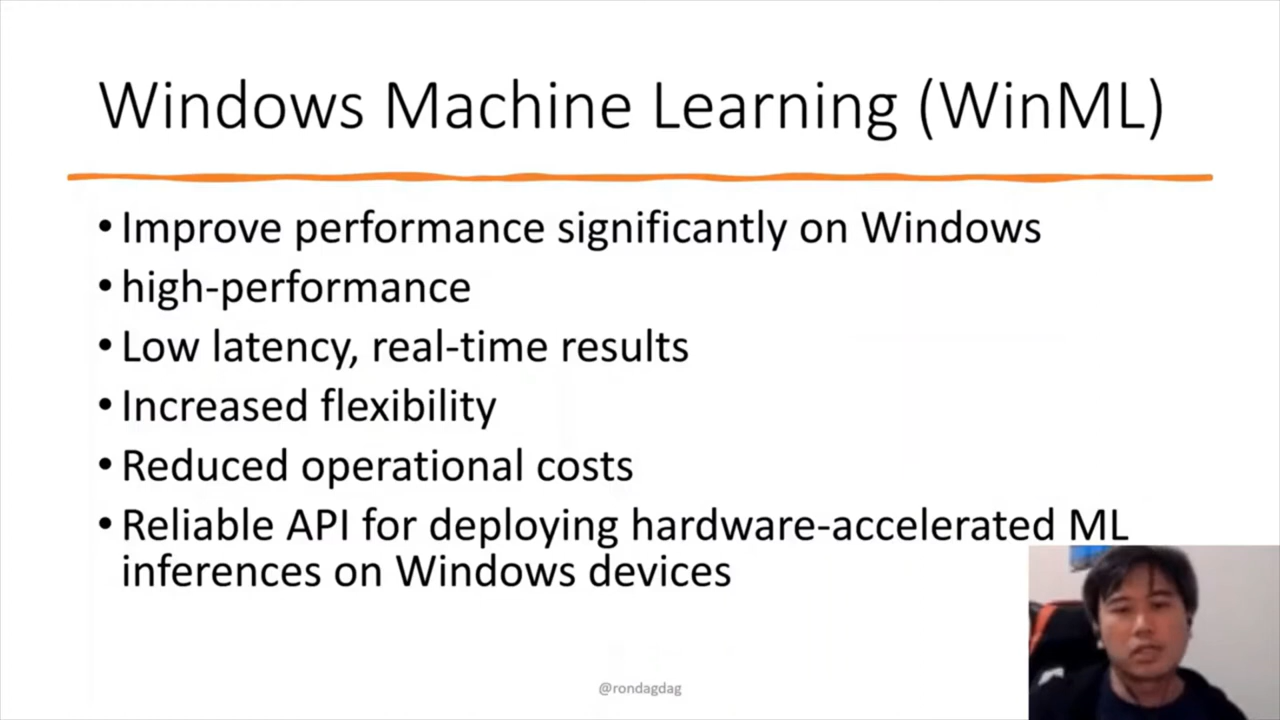 Windows Machine Learning (WinML)
• Improve performance significantly on Windows
• high-performance
• Low latency, real-time results
• Increased flexibility
• Reduced operational costs
• Reliable API for deploying hardware-accelerated ML
inferences on Windows devices
@rondagdag